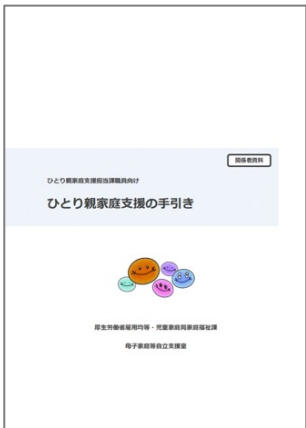 関係者資料
ひとり親家庭支援担当課職員向け
ひとり親家庭支援の手引き
厚生労働省雇用均等・児童家庭局家庭福祉課
母子家庭等自立支援室